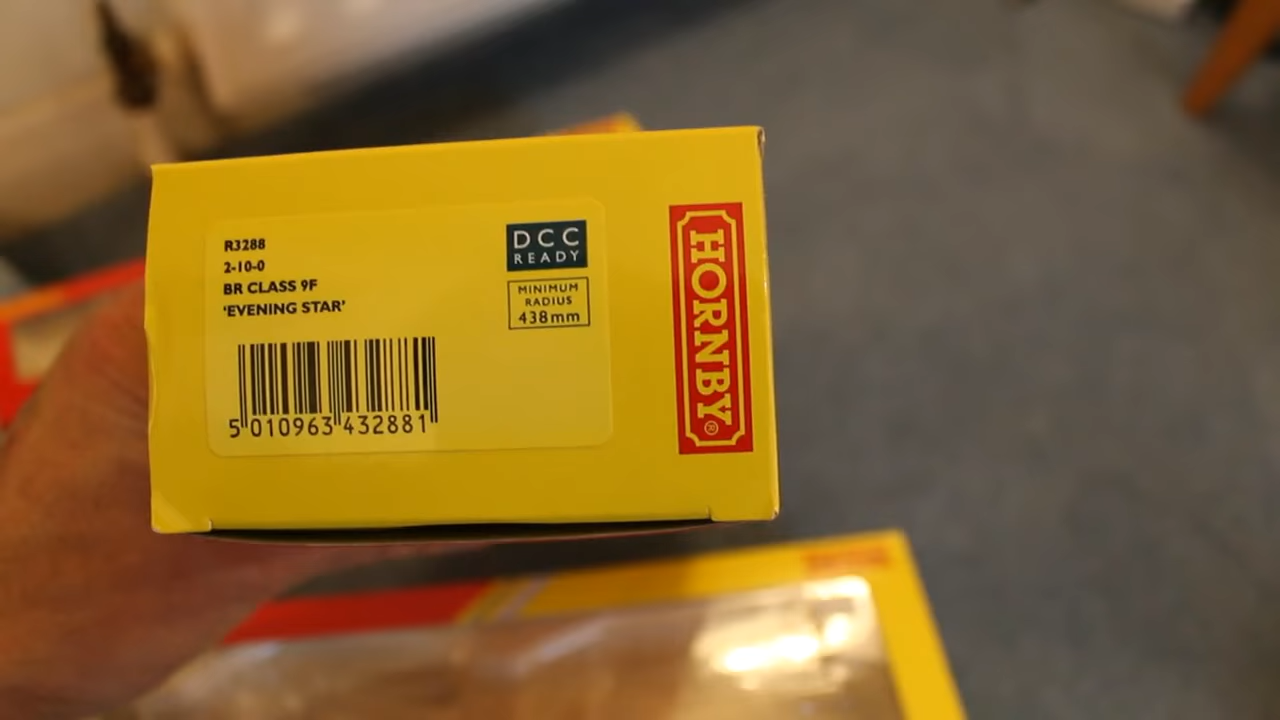 R3288
2-10-0
BR CLASS 9F
‘EVENING STAR’
5 010963 432881
DCC
READY
MINIMUM
RADIUS
438mm
HORNBY®